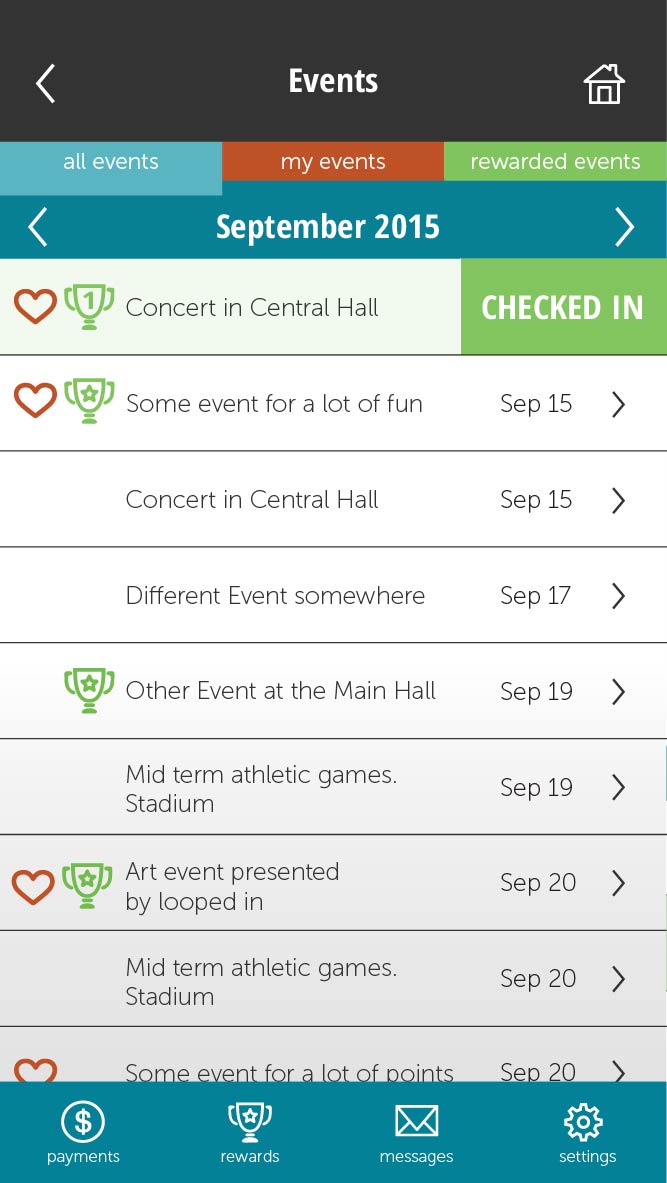 Events
all events
my events
rewarded events
September 2015
1
Concert in Central Hall
CHECKED IN
Some event for a lot of fun
Sep 15
Concert in Central Hall
Sep 15
Different Event somewhere
Sep 17
Other Event at the Main Hall
Sep 19
Mid term athletic games.
Stadium
Sep 19
Art event presented
by looped in
Sep 20
Mid term athletic games.
Stadium
Sep 20
Some event for a lot of points
Sep 20
$
payments
rewards
messages
settings